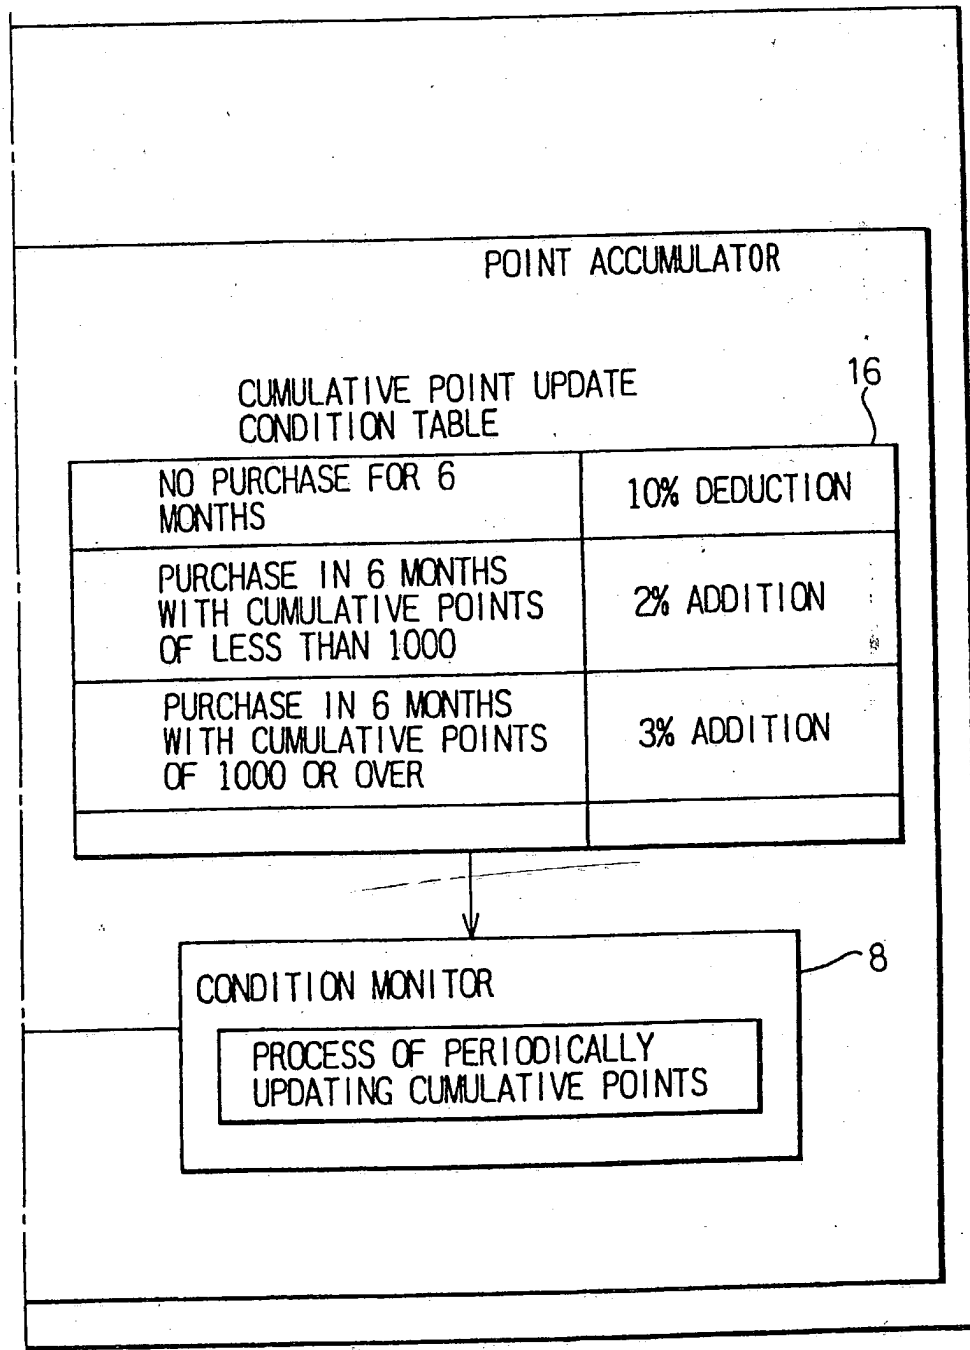 POINT ACCUMULATOR
CUMULATIVE POINT UPDATE
CONDITION TABLE
16
NO PURCHASE FOR 6
MONTHS
10% DEDUCTION
PURCHASE IN 6 MONTHS
WITH CUMULATIVE POINTS
OF LESS THAN 1000
2% ADDITION
PURCHASE IN 6 MONTHS
WITH CUMULATIVE POINTS
OF 1000 OR OVER
3% ADDITION
CONDITION MONITOR
8
PROCESS OF PERIODICALLY
UPDATING CUMULATIVE POINTS